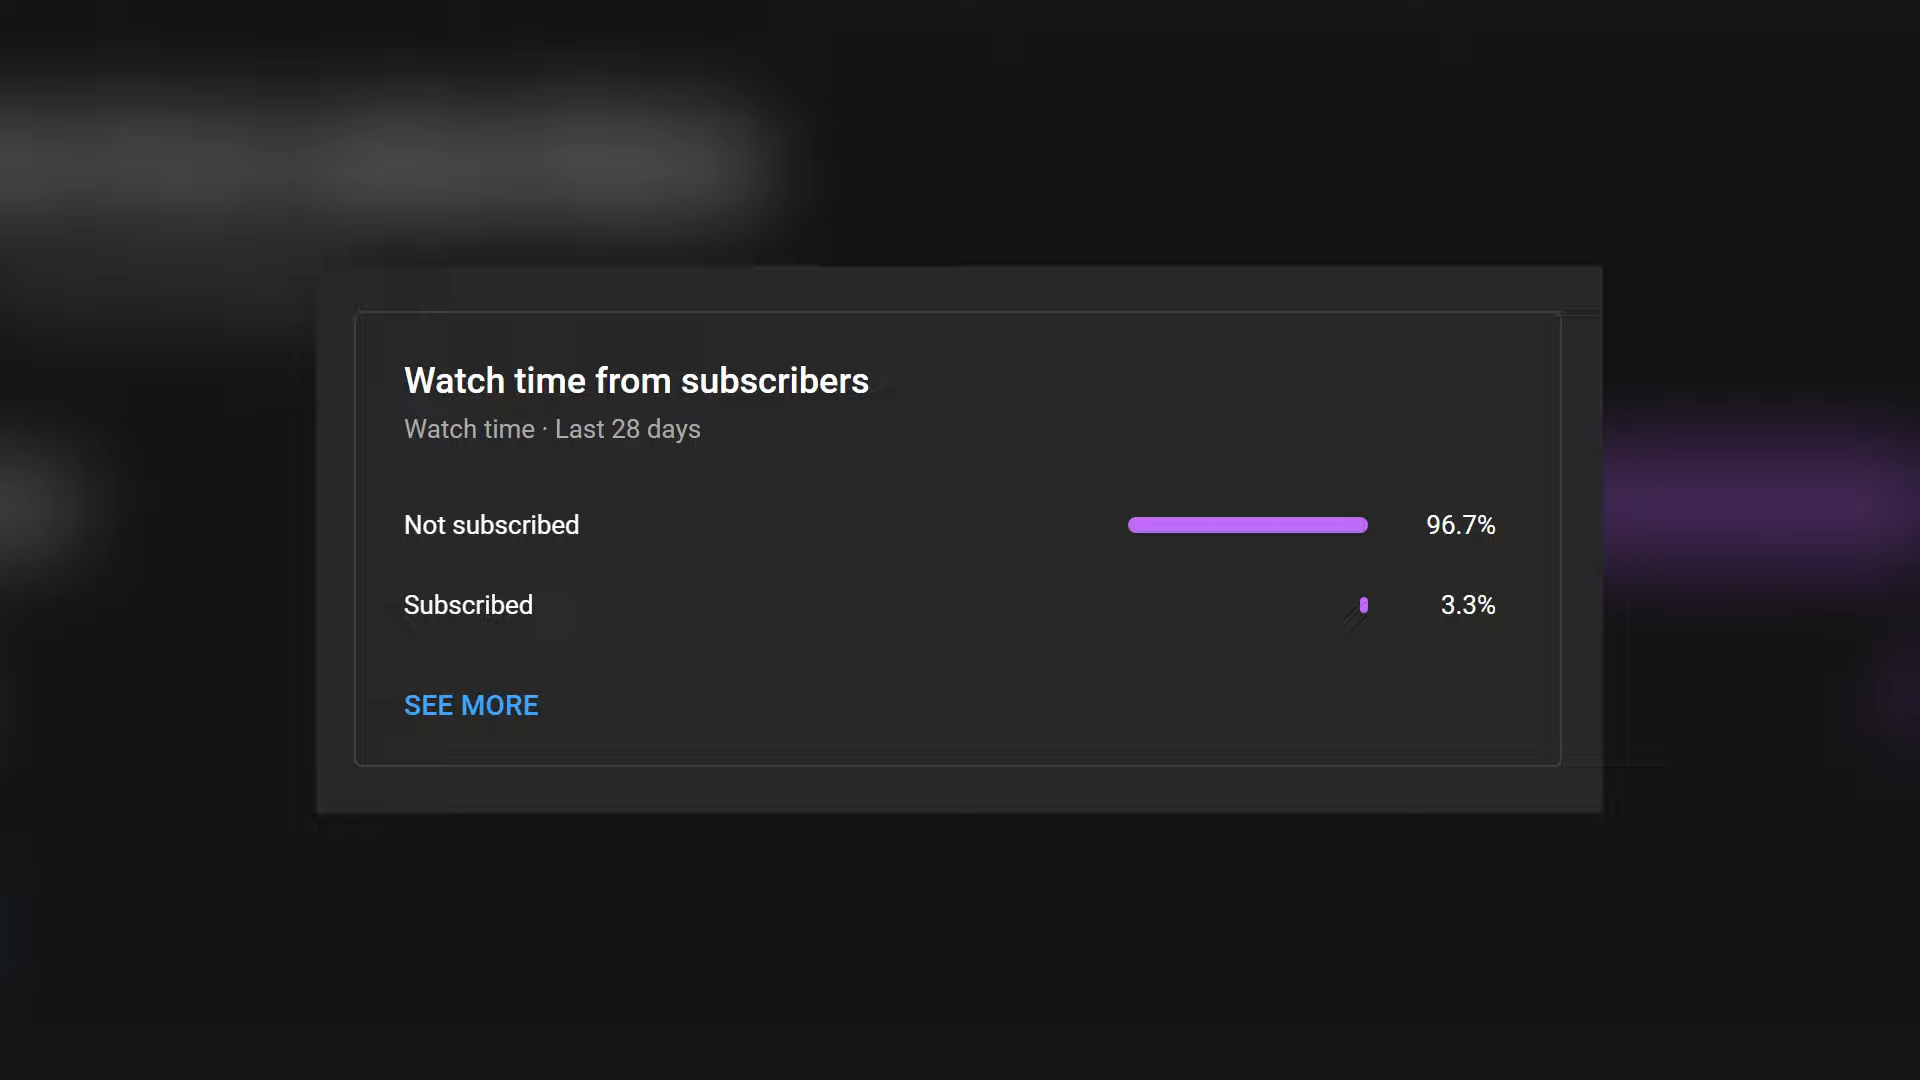 Watch time from subscribers
Watch time · Last 28 days
Not subscribed 96.7%
Subscribed 3.3%
SEE MORE